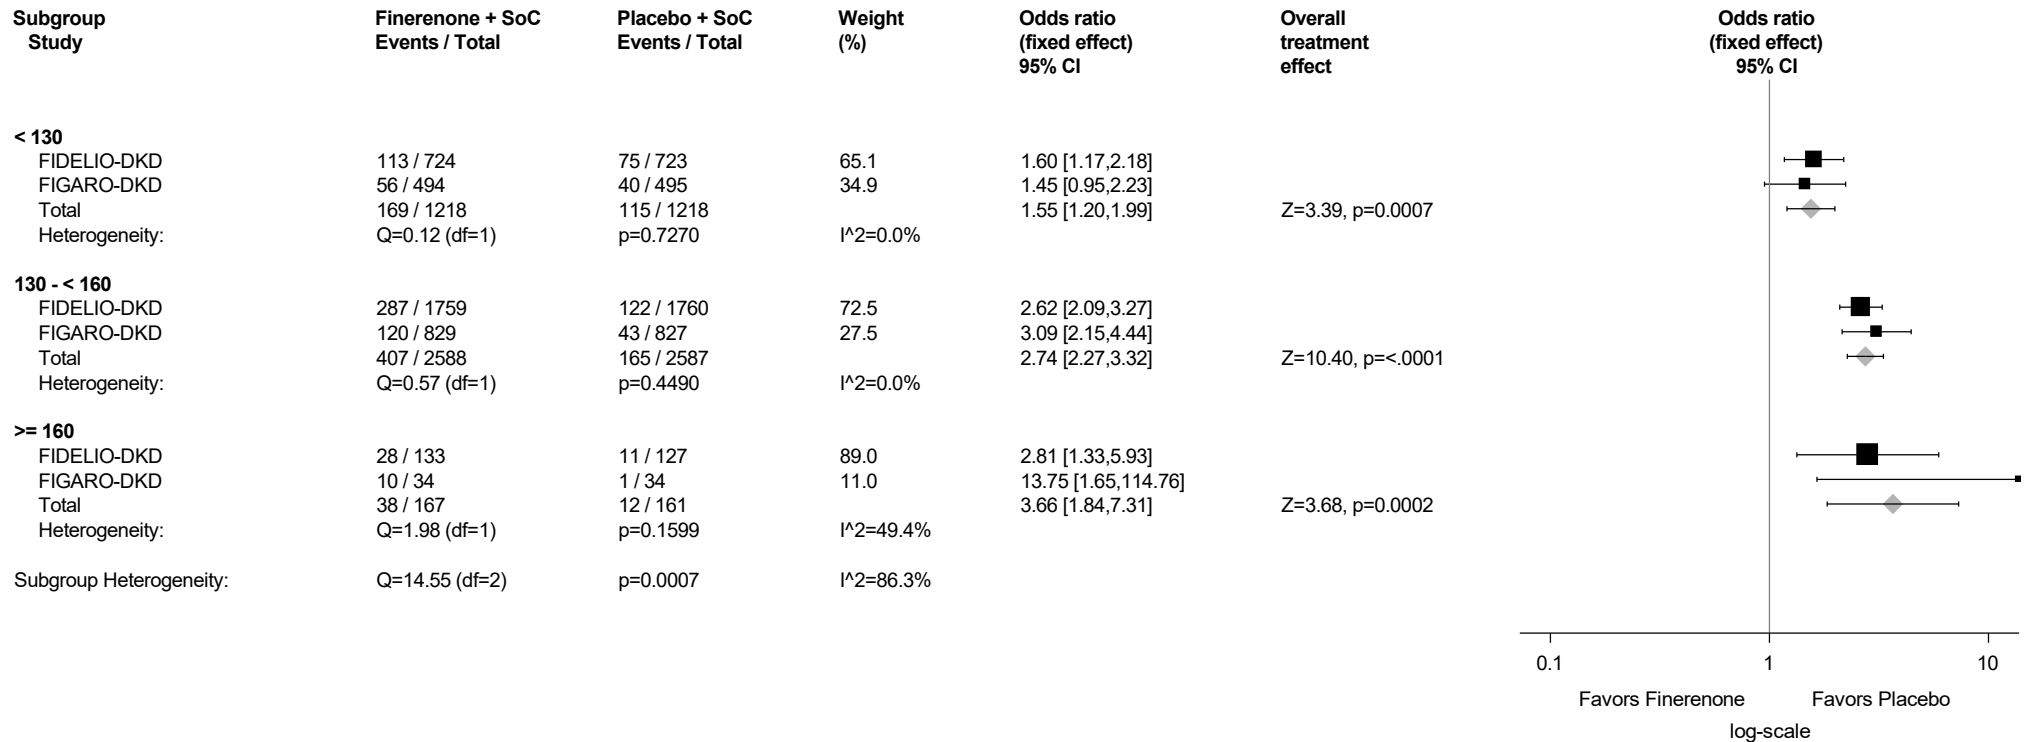 Subgroup Finerenone + SoC Placebo + SoC Weight Odds ratio Overall Odds ratio
Study Events / Total Events / Total (%) (fixed effect) treatment (fixed effect)
95% CI effect 95% CI
< 130
FIDELIO-DKD 113 / 724 75 / 723 65.1 1.60 [1.17,2.18]
FIGARO-DKD 56 / 494 40 / 495 34.9 1.45 [0.95,2.23]
Total 169 / 1218 115 / 1218 1.55 [1.20,1.99] Z=3.39, p=0.0007
Heterogeneity: Q=0.12 (df=1) p=0.7270 I^2=0.0%
130 - < 160
FIDELIO-DKD 287 / 1759 122 / 1760 72.5 2.62 [2.09,3.27]
FIGARO-DKD 120 / 829 43 / 827 27.5 3.09 [2.15,4.44]
Total 407 / 2588 165 / 2587 2.74 [2.27,3.32] Z=10.40, p=<.0001
Heterogeneity: Q=0.57 (df=1) p=0.4490 I^2=0.0%
>= 160
FIDELIO-DKD 28 / 133 11 / 127 89.0 2.81 [1.33,5.93]
FIGARO-DKD 10 / 34 1 / 34 11.0 13.75 [1.65,114.76]
Total 38 / 167 12 / 161 3.66 [1.84,7.31] Z=3.68, p=0.0002
Heterogeneity: Q=1.98 (df=1) p=0.1599 I^2=49.4%
Subgroup Heterogeneity: Q=14.55 (df=2) p=0.0007 I^2=86.3%
0.1 1 10
Favors Finerenone Favors Placebo
log-scale